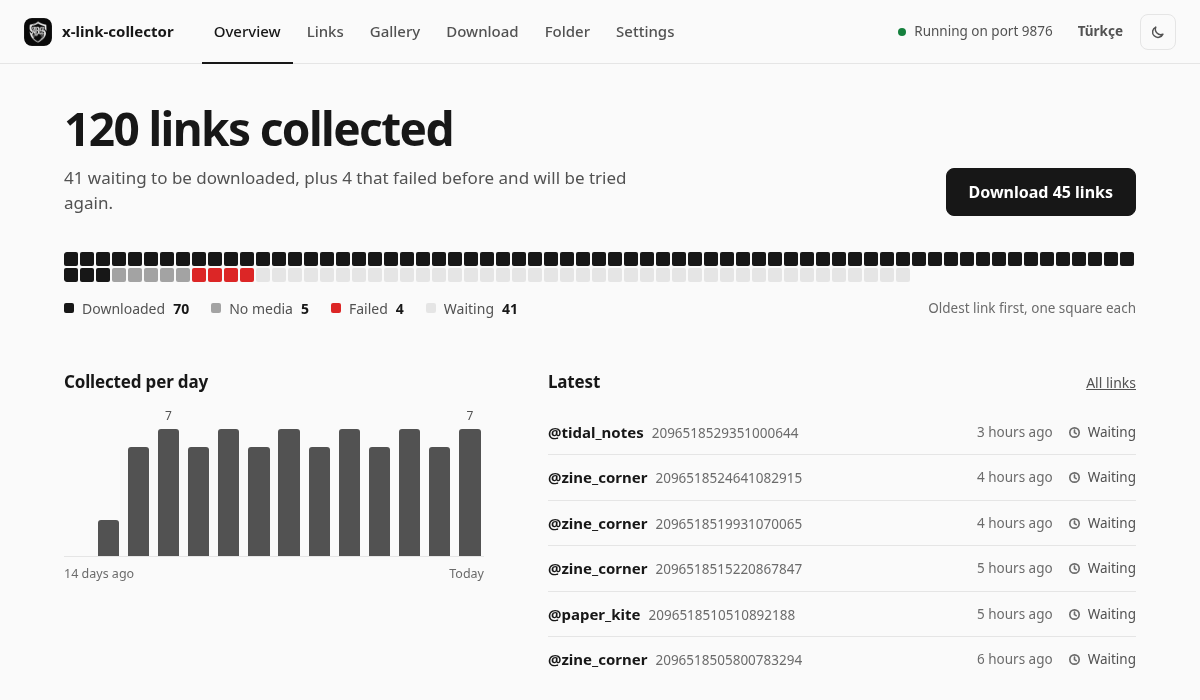 x-link-collector
Overview
Links
Gallery
Download
Folder
Settings
Running on port 9876
Türkçe
120 links collected
41 waiting to be downloaded, plus 4 that failed before and will be tried
again.
Download 45 links
Downloaded 70
No media 5
Failed 4
Waiting 41
Oldest link first, one square each
Collected per day
7
7
14 days ago
Today
Latest
All links
@tidal_notes 2096518529351000644 3 hours ago Waiting
@zine_corner 2096518524641082915 4 hours ago Waiting
@zine_corner 2096518519931070065 4 hours ago Waiting
@zine_corner 2096518515220867847 5 hours ago Waiting
@paper_kite 2096518510510892188 5 hours ago Waiting
@zine_corner 2096518505800783294 6 hours ago Waiting